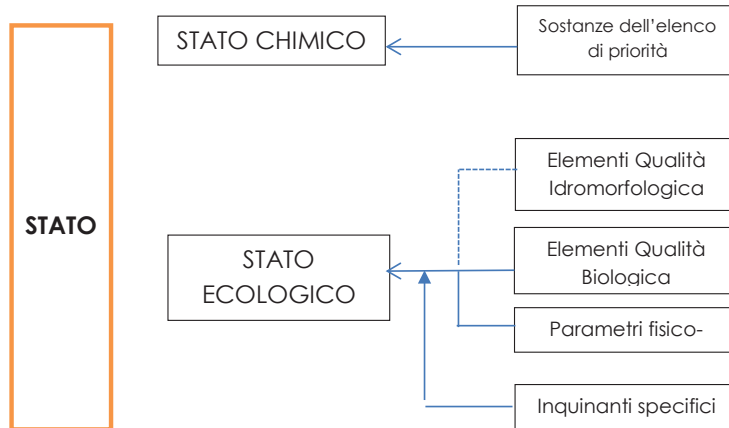 STATO CHIMICO
Sostanze dell’elenco
di priorità
Elementi Qualità
Idromorfologica
STATO
STATO
ECOLOGICO
Elementi Qualità
Biologica
Parametri fisico-
Inquinanti specifici